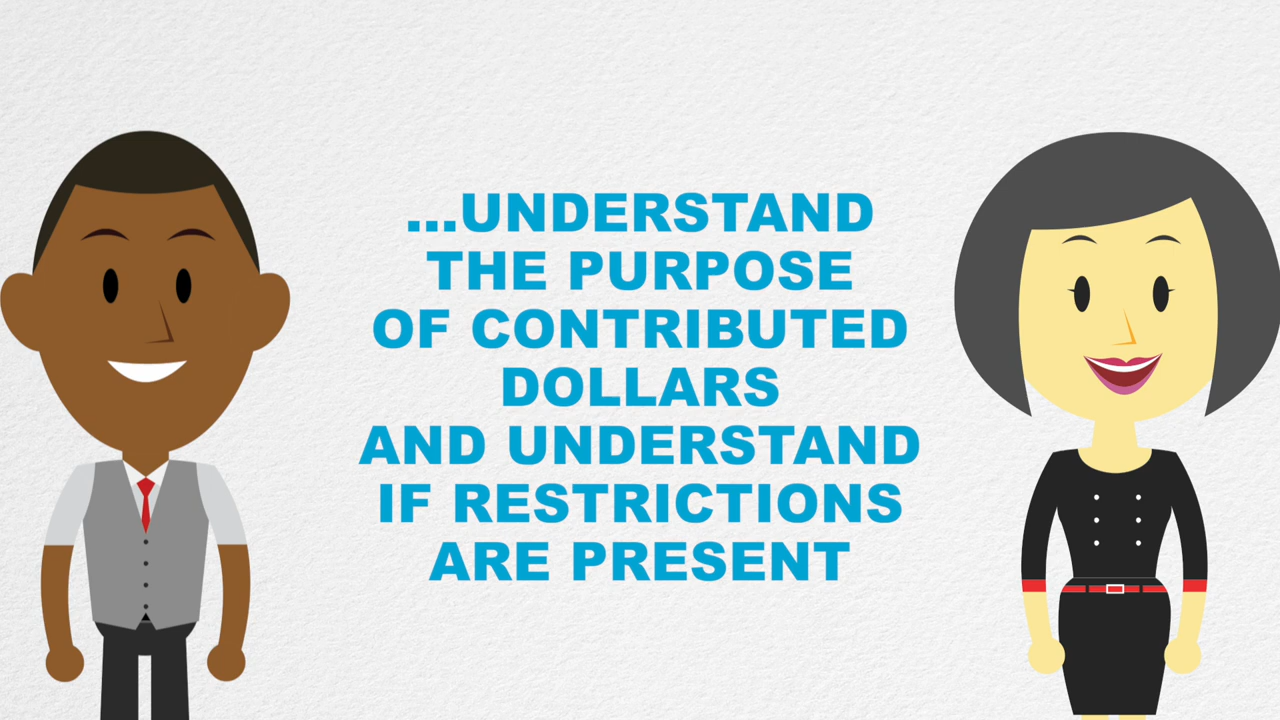 ...UNDERSTAND
THE PURPOSE
OF CONTRIBUTED
DOLLARS
AND UNDERSTAND
IF RESTRICTIONS
ARE PRESENT